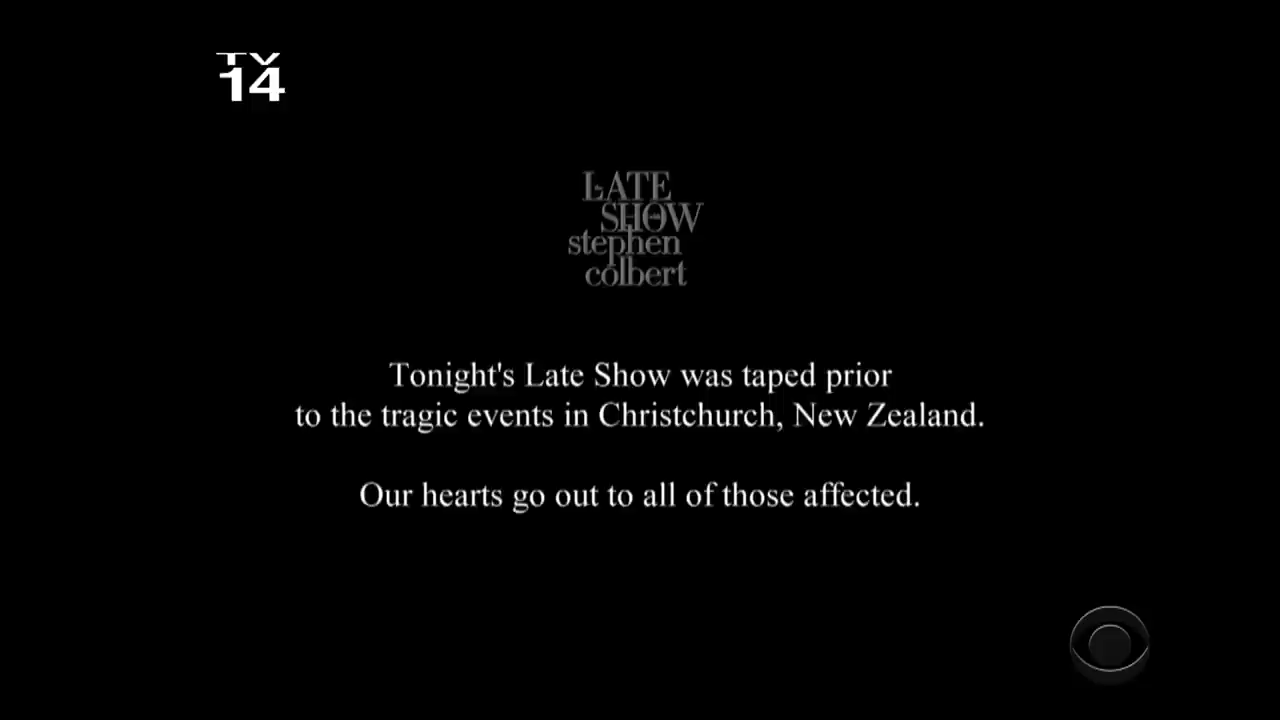 TV
14
LATE
SHOW
stephen
colbert
Tonight's Late Show was taped prior
to the tragic events in Christchurch, New Zealand.
Our hearts go out to all of those affected.